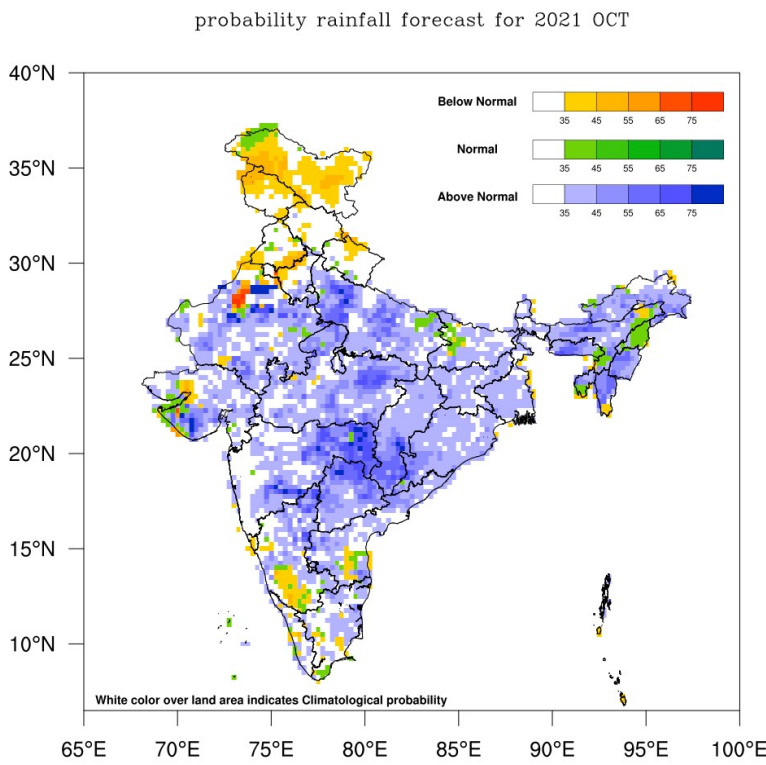 probability rainfall forecast for 2021 OCT
40°N
Below Normal
35 45 55 65 75
Normal
35 45 55 65 75
Above Normal
35 45 55 65 75
35°N
30°N
25°N
20°N
15°N
10°N
White color over land area indicates Climatological probability
65°E 70°E 75°E 80°E 85°E 90°E 95°E 100°E